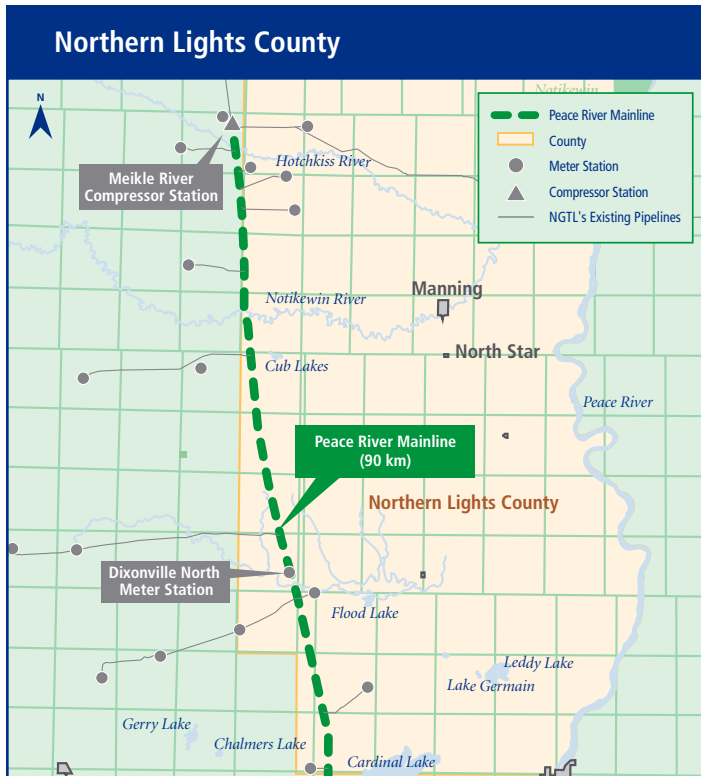 Northern Lights County
N
Notikewin
Peace River Mainline
County
Meter Station
Compressor Station
NGTL's Existing Pipelines
Hotchkiss River
Meikle River
Compressor Station
Manning
Notikewin River
North Star
Cub Lakes
Peace River
Peace River Mainline
(90 km)
Northern Lights County
Dixonville North
Meter Station
Flood Lake
Leddy Lake
Lake Germain
Gerry Lake
Chalmers Lake
Cardinal Lake